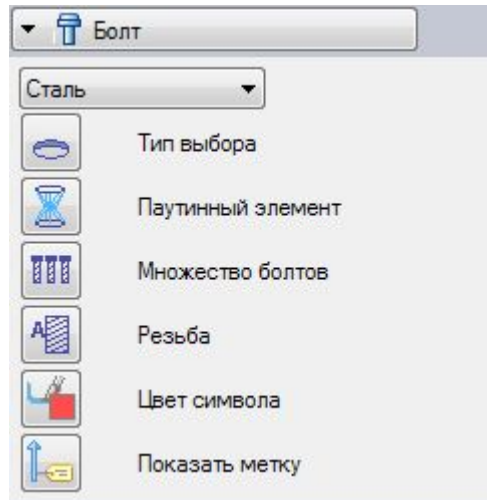 Болт
Сталь
Тип выбора
Паутинный элемент
Множество болтов
A
Резьба
Цвет символа
Показать метку